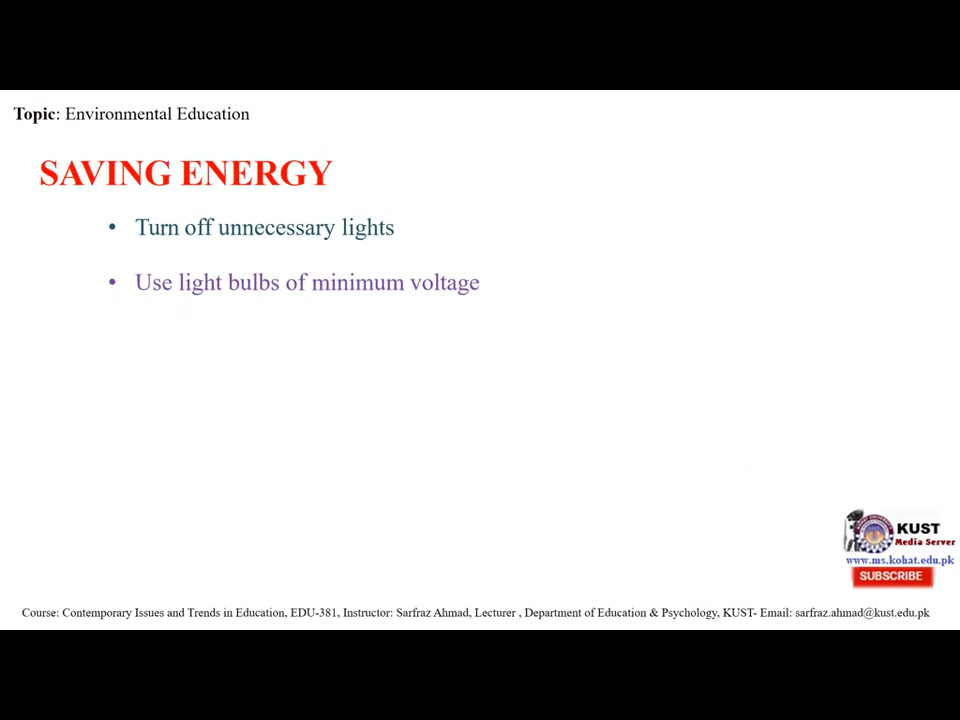 Topic: Environmental Education
SAVING ENERGY
• Turn off unnecessary lights
• Use light bulbs of minimum voltage
KUST
Media Server
www.ms.kohat.edu.pk
SUBSCRIBE
Course: Contemporary Issues and Trends in Education, EDU-381, Instructor: Sarfraz Ahmad, Lecturer , Department of Education & Psychology, KUST- Email: sarfraz.ahmad@kust.edu.pk